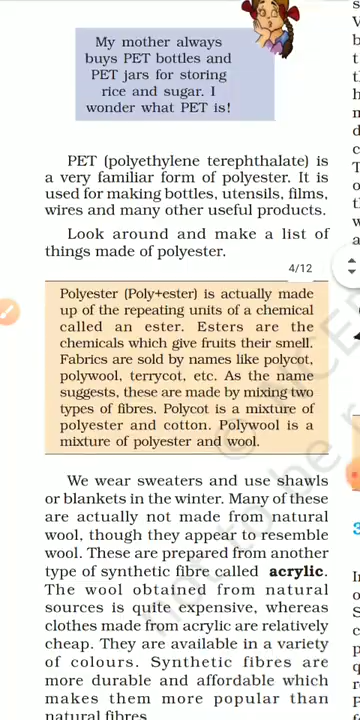 My mother always
buys PET bottles and
PET jars for storing
rice and sugar. I
wonder what PET is!
PET (polyethylene terephthalate) is
a very familiar form of polyester. It is
used for making bottles, utensils, films,
wires and many other useful products.
Look around and make a list of
things made of polyester.
4/12
Polyester (Poly+ester) is actually made
up of the repeating units of a chemical
called an ester. Esters are the
chemicals which give fruits their smell.
Fabrics are sold by names like polycot,
polywool, terrycot, etc. As the name
suggests, these are made by mixing two
types of fibres. Polycot is a mixture of
polyester and cotton. Polywool is a
mixture of polyester and wool.
We wear sweaters and use shawls
or blankets in the winter. Many of these
are actually not made from natural
wool, though they appear to resemble
wool. These are prepared from another
type of synthetic fibre called acrylic.
The wool obtained from natural
sources is quite expensive, whereas
clothes made from acrylic are relatively
cheap. They are available in a variety
of colours. Synthetic fibres are
more durable and affordable which
makes them more popular than
natural fibres